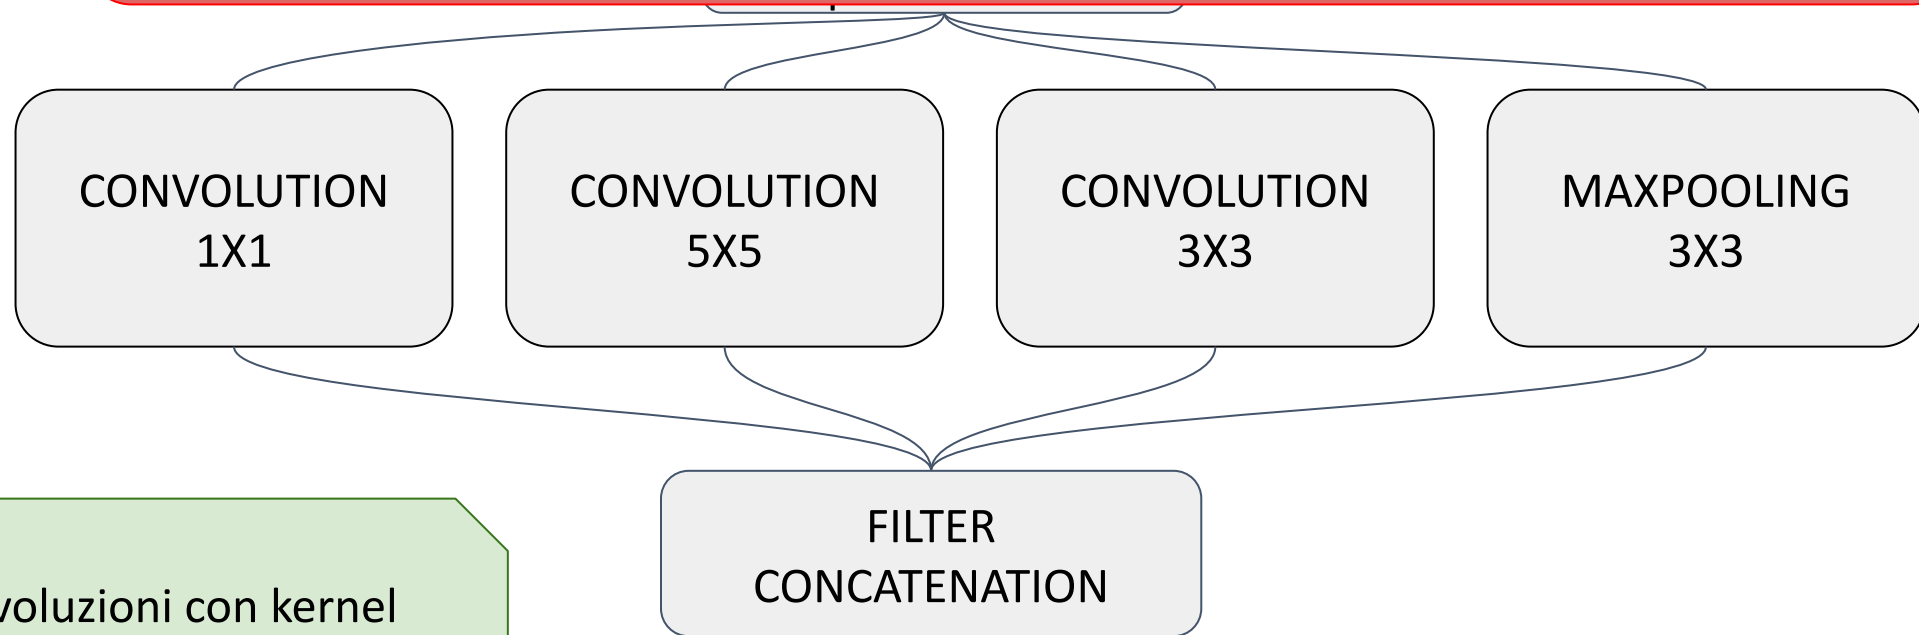 CONVOLUTION
1X1
CONVOLUTION
5X5
CONVOLUTION
3X3
MAXPOOLING
3X3
FILTER
CONCATENATION
voluzioni con kernel